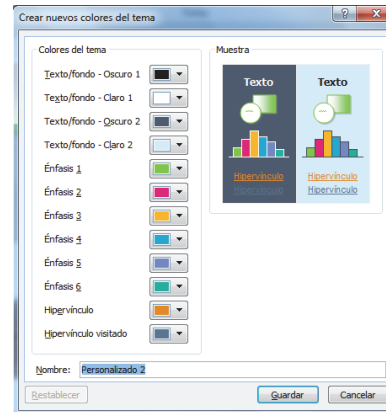 Crear nuevos colores del tema
Colores del tema
Texto/fondo - Oscuro 1
Texto/fondo - Claro 1
Texto/fondo - Oscuro 2
Texto/fondo - Claro 2
Énfasis 1
Énfasis 2
Énfasis 3
Énfasis 4
Énfasis 5
Énfasis 6
Hipervínculo
Hipervínculo visitado
Muestra
Texto Texto
Hipervínculo Hipervínculo
Hipervínculo Hipervínculo
Nombre: Personalizado 2
Restablecer Guardar Cancelar